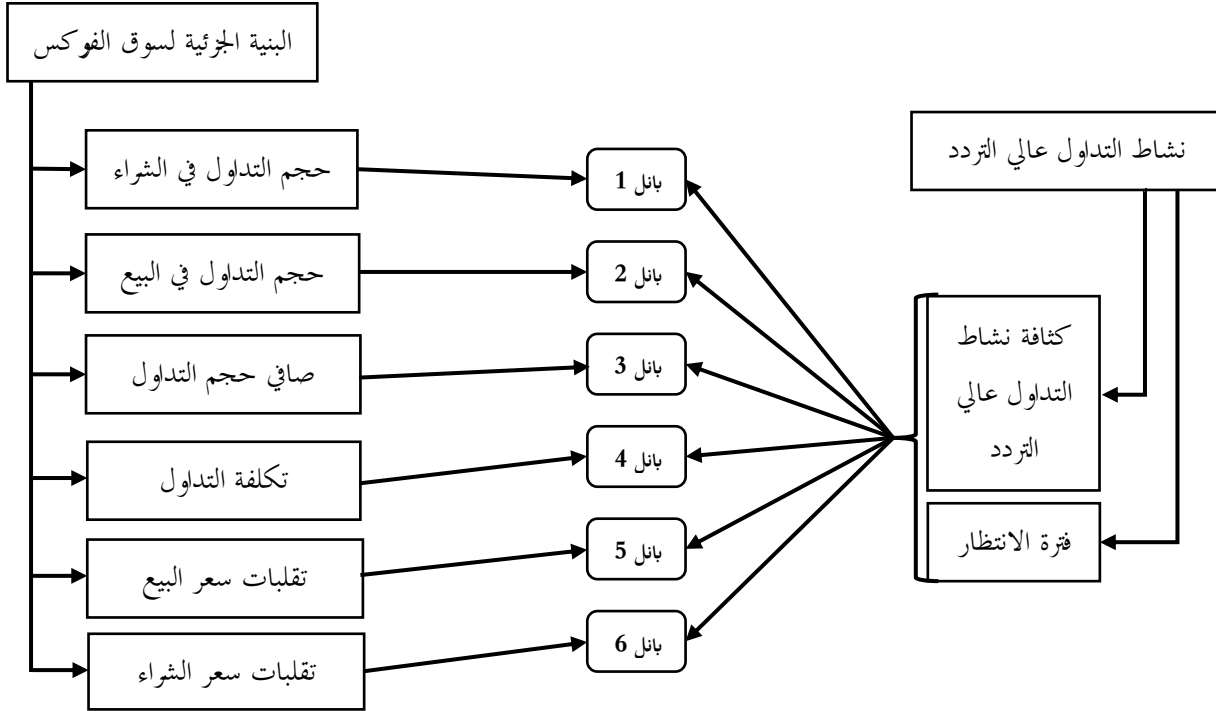 البنية الجزئية لسوق الفوركس
نشاط التداول عالي التردد
حجم التداول في الشراء
بانل 1
حجم التداول في البيع
بانل 2
كثافة نشاط
التداول عالي
التردد
صافي حجم التداول
بانل 3
تكلفة التداول
بانل 4
فترة الانتظار
تقلبات سعر البيع
بانل 5
تقلبات سعر الشراء
بانل 6